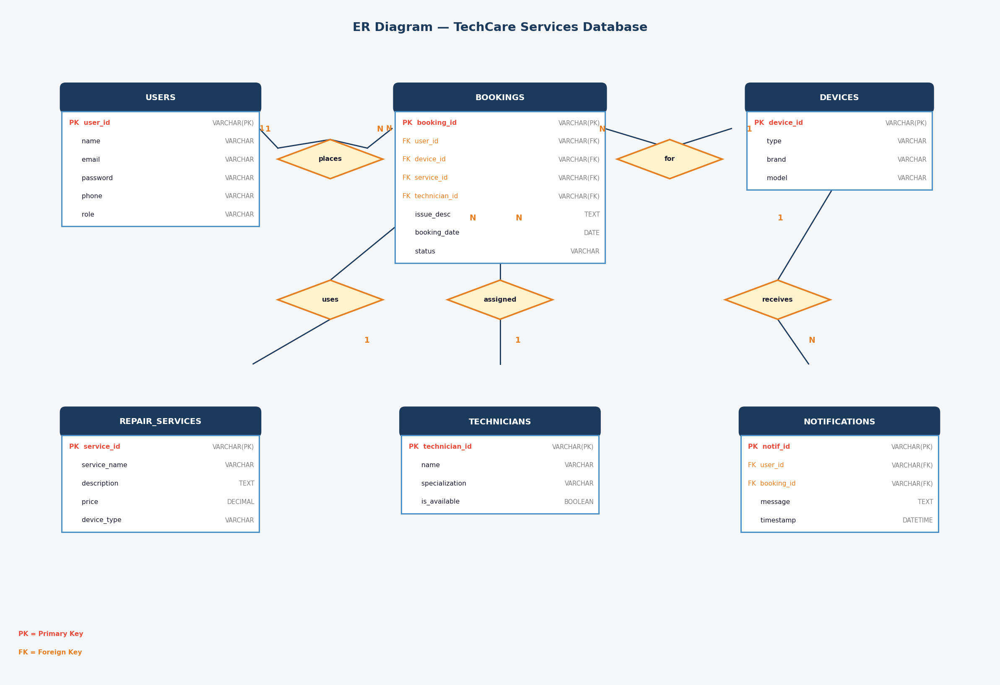 ER Diagram — TechCare Services Database
USERS
PK user_id VARCHAR(PK)
name VARCHAR
email VARCHAR
password VARCHAR
phone VARCHAR
role VARCHAR
1 1
places
N N
BOOKINGS
PK booking_id VARCHAR(PK)
FK user_id VARCHAR(FK)
FK device_id VARCHAR(FK)
FK service_id VARCHAR(FK)
FK technician_id VARCHAR(FK)
issue_desc TEXT
booking_date DATE
status VARCHAR
N N
N
for
1
DEVICES
PK device_id VARCHAR(PK)
type VARCHAR
brand VARCHAR
model VARCHAR
1
uses
assigned
receives
1
1
N
REPAIR_SERVICES
PK service_id VARCHAR(PK)
service_name VARCHAR
description TEXT
price DECIMAL
device_type VARCHAR
TECHNICIANS
PK technician_id VARCHAR(PK)
name VARCHAR
specialization VARCHAR
is_available BOOLEAN
NOTIFICATIONS
PK notif_id VARCHAR(PK)
FK user_id VARCHAR(FK)
FK booking_id VARCHAR(FK)
message TEXT
timestamp DATETIME
PK = Primary Key
FK = Foreign Key